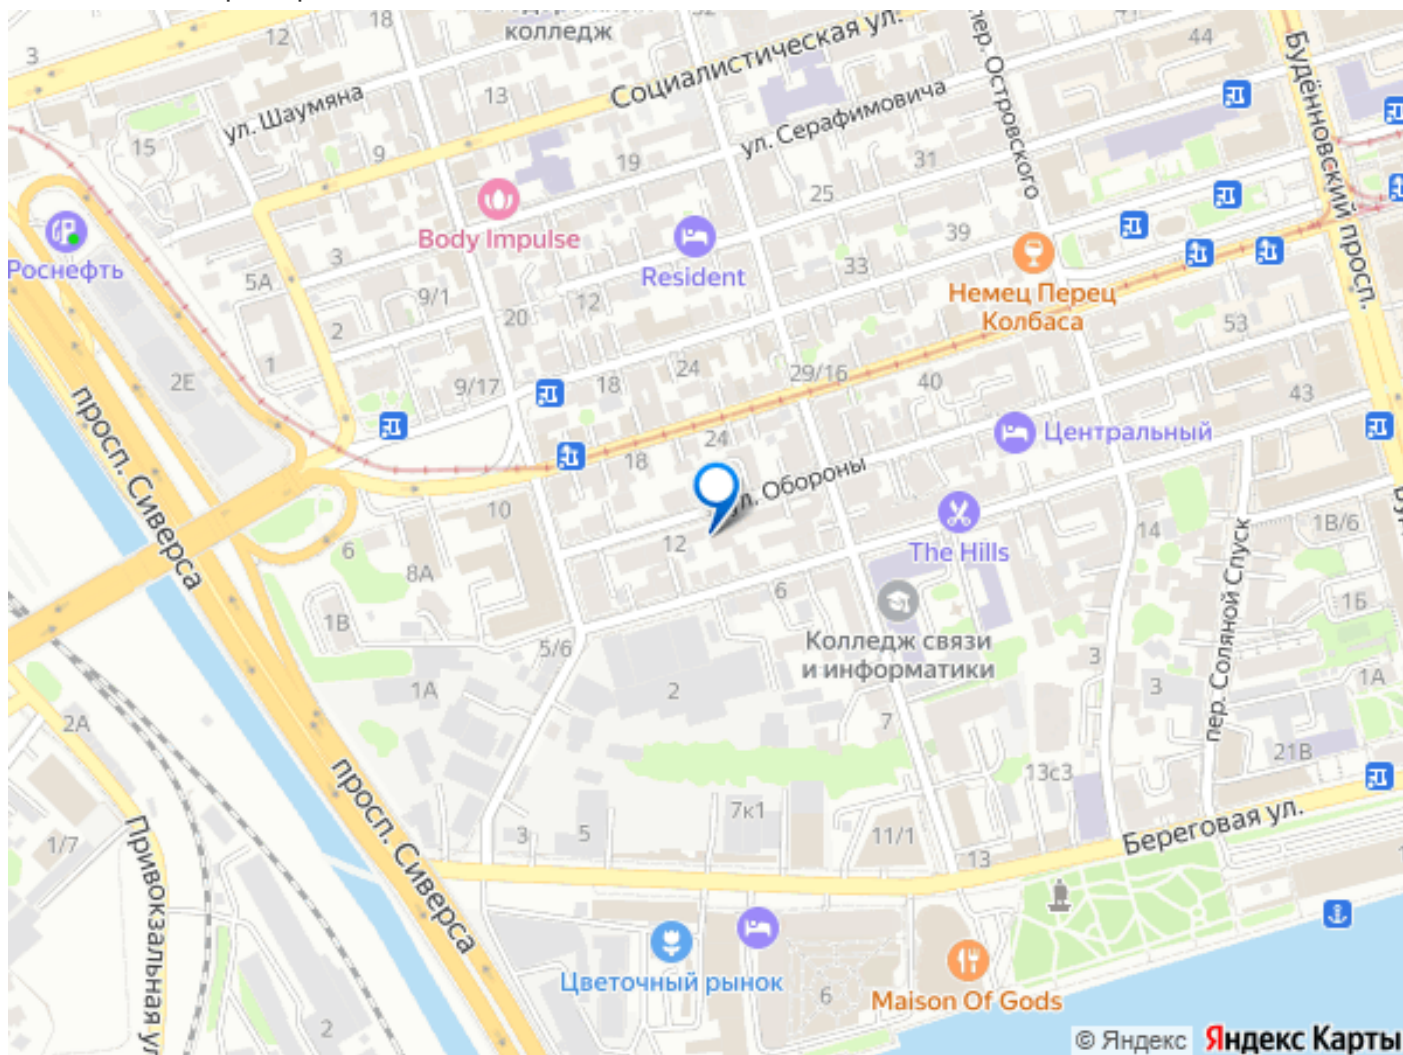 колледж
12
3
ул. Шаумяна
13
Социалистическая ул.
пер. Островского
44
Будённовский просп.
15
9
19
ул. Серафимовича
31
25
Роснефть
Body Impulse
Resident
39
33
Немец Перец
Колбаса
5А
3
9/1
12
20
2
1
2Е
9/17
18
24
29/16
40
53
43
просп. Сиверса
24
18
Центральный
ул. Обороны
10
12
6
8А
1В
The Hills
14
1В/6
пер. Соляной Спуск
1Б
6
Колледж связи
и информатики
5/6
1А
2
3
3
1А
7
2А
21В
13с3
просп. Сиверса
Привокзальная ул
1/7
3
5
7к1
11/1
13
Береговая ул.
Цветочный рынок
6
Maison Of Gods
2
© Яндекс Яндекс Карты